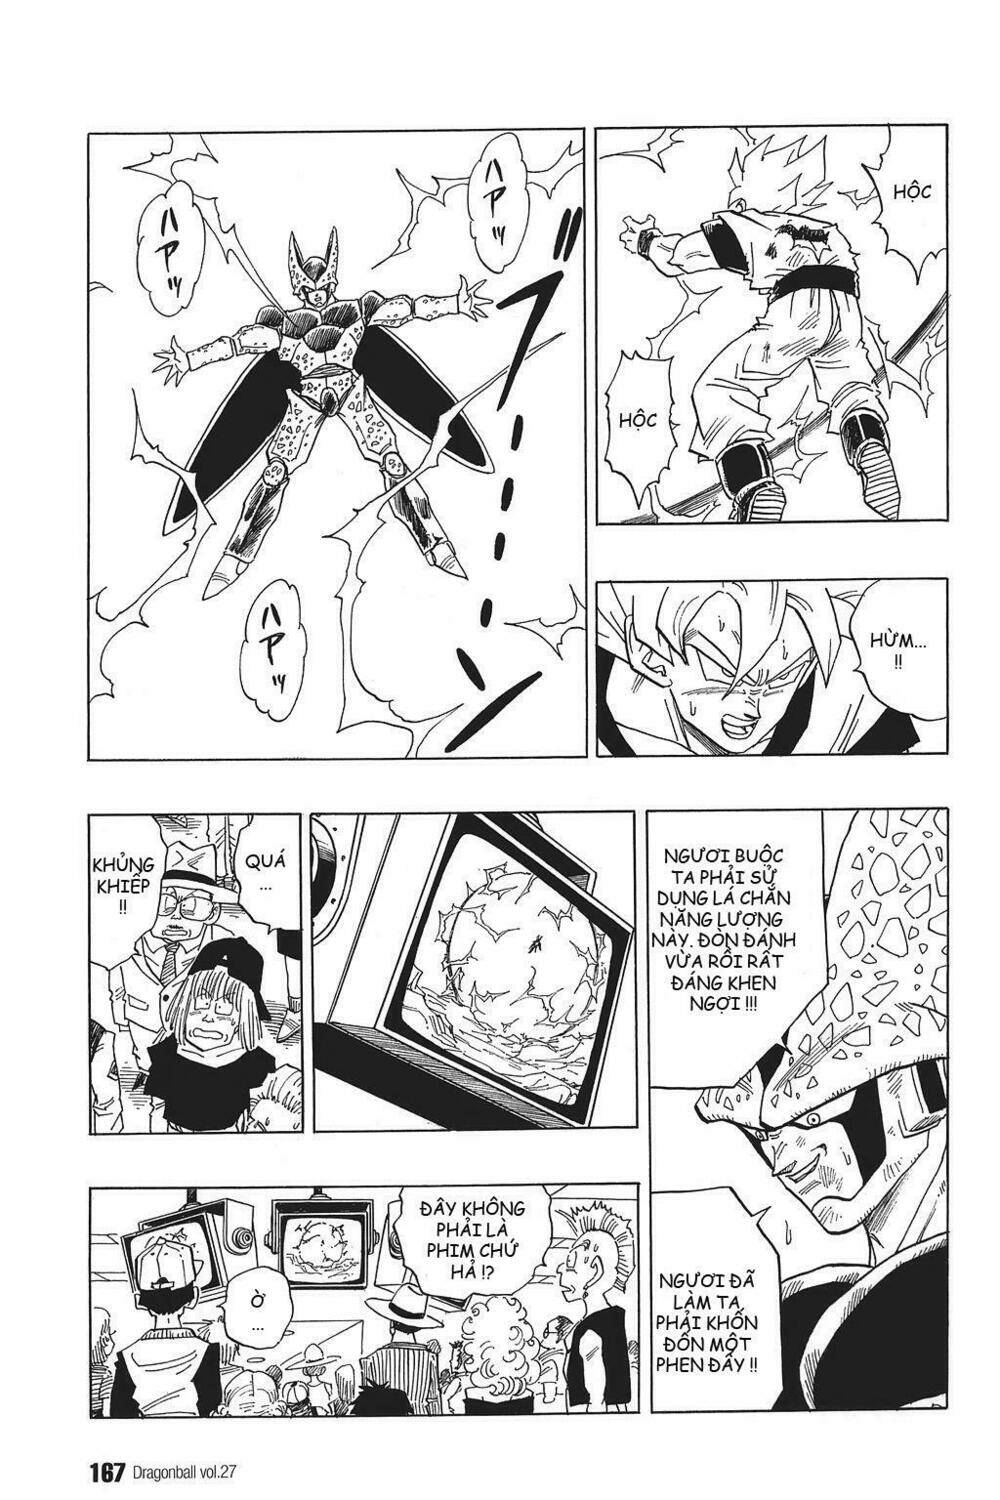 ハアッ
ハアッ
ハアッ
HỘC
HỘC
HỪM...
!!
KHỦNG
KHIẾP
!!
QUÁ
...
NGƯƠI BUỘC
TA PHẢI SỬ
DỤNG LÁ CHẮN
NĂNG LƯỢNG
NÀY. ĐÒN ĐÁNH
VỪA RỒI RẤT
ĐÁNG KHEN
NGỢI !!!
NGƯƠI ĐÃ
LÀM TA
PHẢI KHỐN
ĐỐN MỘT
PHEN ĐẤY !!
Ờ
...
ĐÂY KHÔNG
PHẢI LÀ
PHIM CHỨ
HẢ !?
167 Dragonball vol.27